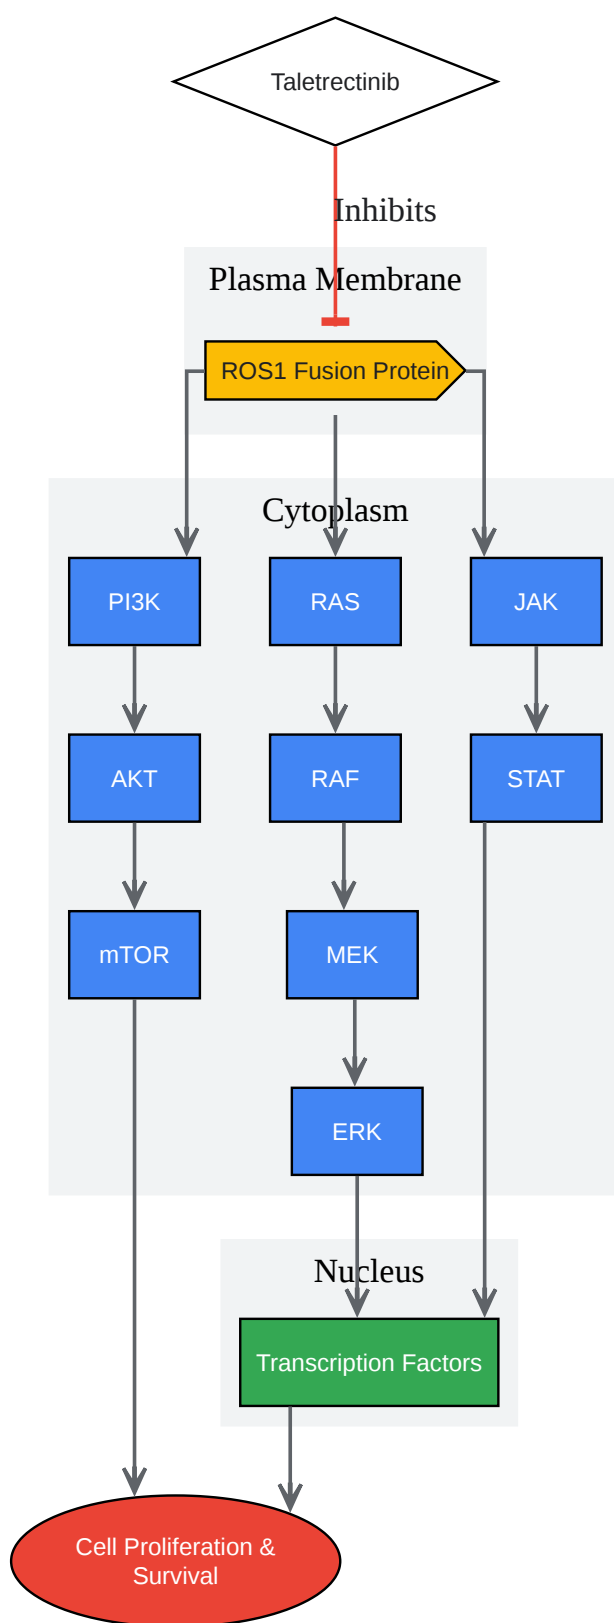 Taletrectinib
Inhibits
Plasma Membrane
ROS1 Fusion Protein
Cytoplasm
PI3K
RAS
JAK
AKT
RAF
STAT
mTOR
MEK
ERK
Nucleus
Transcription Factors
Cell Proliferation &
Survival